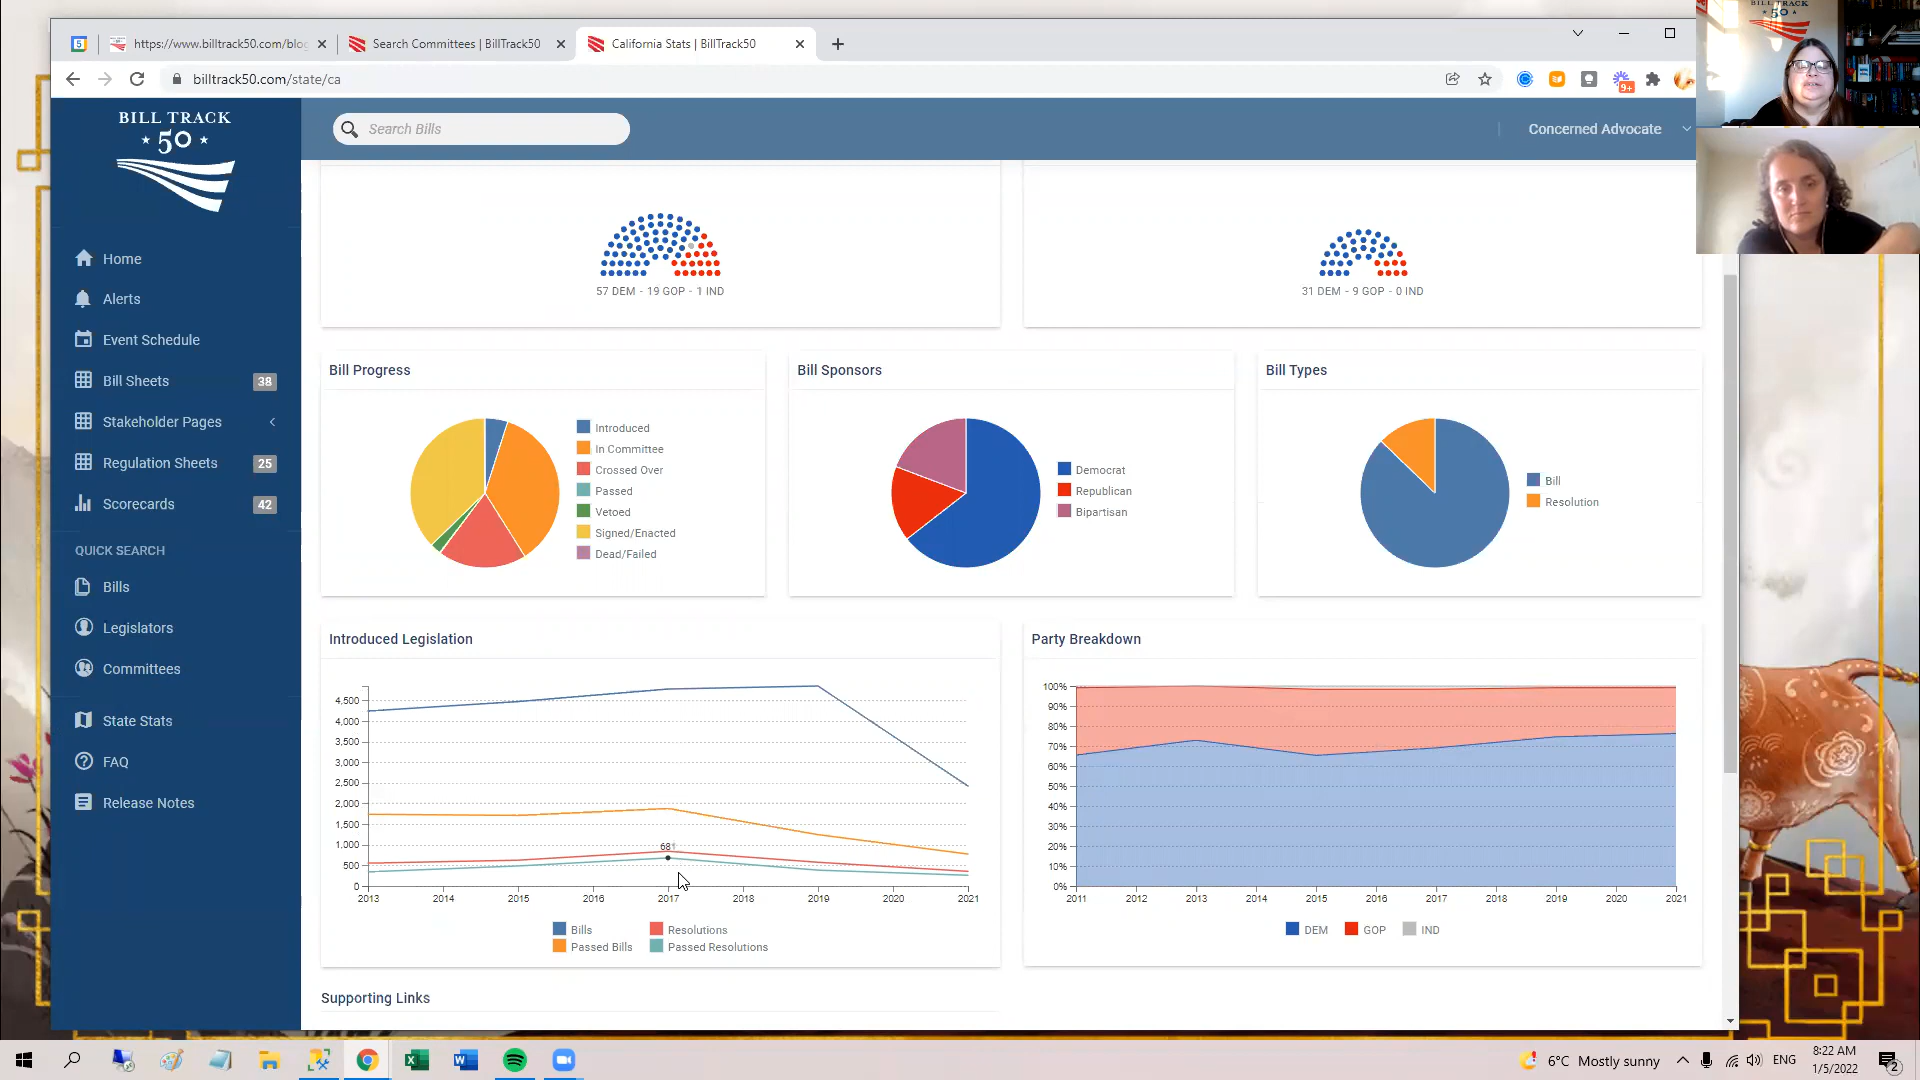 5
https://www.billtrack50.com/blog
Search Committees | BillTrack50
California Stats | BillTrack50
billtrack50.com/state/ca
9+
BILL TRACK
50
Search Bills
Concerned Advocate
BILL TRACK
50
Home
Alerts
Event Schedule
Bill Sheets 38
Stakeholder Pages
Regulation Sheets 25
Scorecards 42
QUICK SEARCH
Bills
Legislators
Committees
State Stats
FAQ
Release Notes
57 DEM - 19 GOP - 1 IND
31 DEM - 9 GOP - 0 IND
Bill Progress
Introduced
In Committee
Crossed Over
Passed
Vetoed
Signed/Enacted
Dead/Failed
Bill Sponsors
Democrat
Republican
Bipartisan
Bill Types
Bill
Resolution
Introduced Legislation
4,500
4,000
3,500
3,000
2,500
2,000
1,500
1,000
500
0
681
2013 2014 2015 2016 2017 2018 2019 2020 2021
Bills Resolutions
Passed Bills Passed Resolutions
Party Breakdown
100%
90%
80%
70%
60%
50%
40%
30%
20%
10%
0%
2011 2012 2013 2014 2015 2016 2017 2018 2019 2020 2021
DEM GOP IND
Supporting Links
6°C Mostly sunny
ENG
8:22 AM
1/5/2022
2